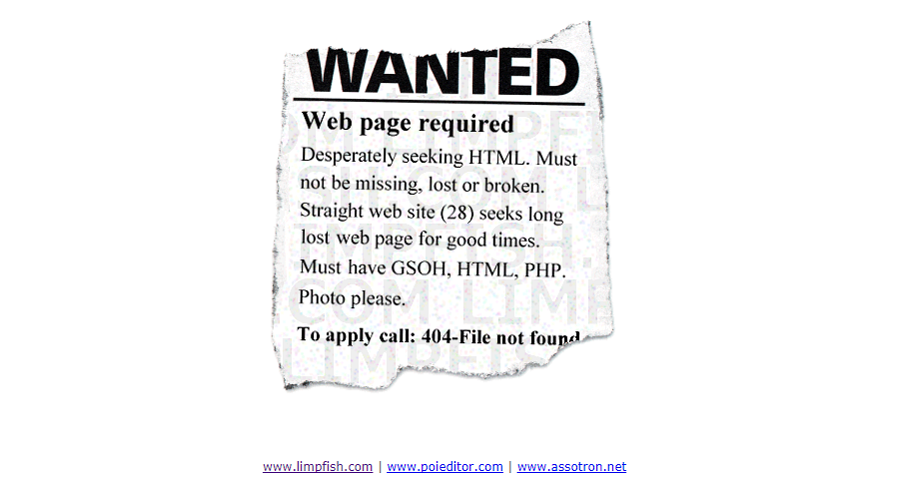 WANTED
Web page required
Desperately seeking HTML. Must
not be missing, lost or broken.
Straight web site (28) seeks long
lost web page for good times.
Must have GSOH, HTML, PHP.
Photo please.
To apply call: 404-File not found
www.limpfish.com | www.poieditor.com | www.assotron.net